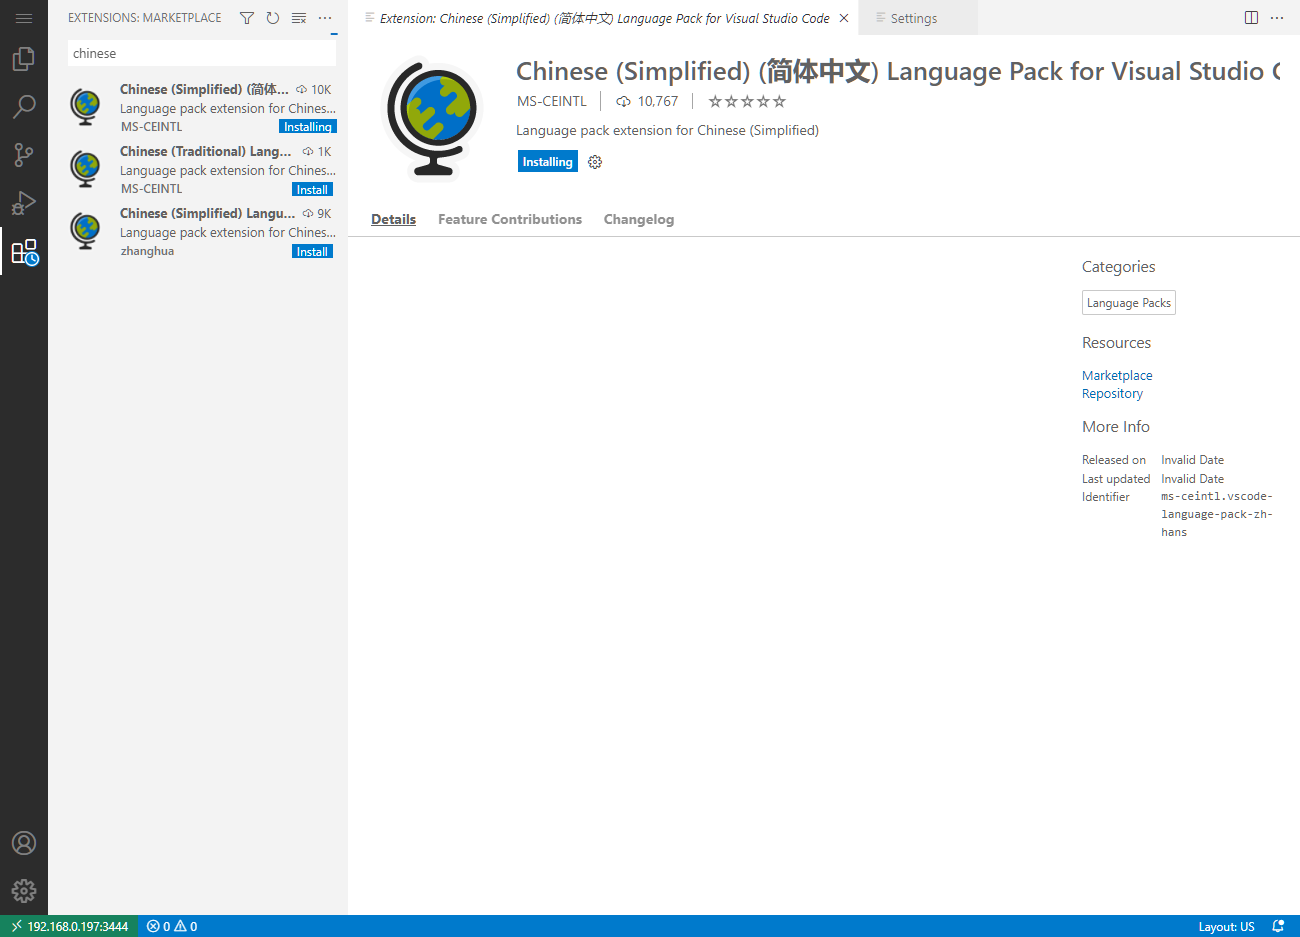 EXTENSIONS: MARKETPLACE
chinese
Chinese (Simplified) (简体... 10K
Language pack extension for Chines...
MS-CEINTL Installing
Chinese (Traditional) Lang... 1K
Language pack extension for Chines...
MS-CEINTL Install
Chinese (Simplified) Langu... 9K
Language pack extension for Chines...
zhanghua Install
Extension: Chinese (Simplified) (简体中文) Language Pack for Visual Studio Code
Settings
Chinese (Simplified) (简体中文) Language Pack for Visual Studio C
MS-CEINTL 10,767
Language pack extension for Chinese (Simplified)
Installing
Details Feature Contributions Changelog
Categories
Language Packs
Resources
Marketplace
Repository
More Info
Released on Invalid Date
Last updated Invalid Date
Identifier ms-ceintl.vscode-
language-pack-zh-
hans
192.168.0.197:3444 0 0 Layout: US